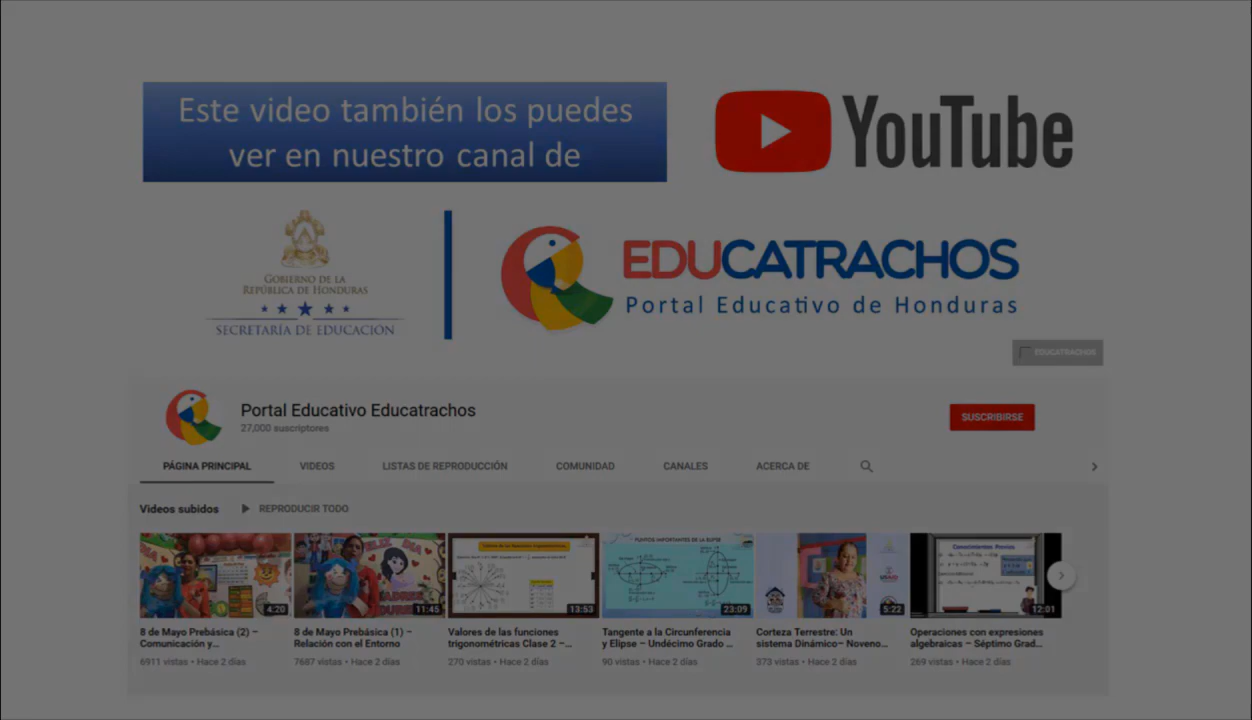 Este video también los puedes
ver en nuestro canal de
YouTube
GOBIERNO DE LA
REPÚBLICA DE HONDURAS
SECRETARÍA DE EDUCACIÓN
EDUCATRACHOS
Portal Educativo de Honduras
EDUCATRACHOS
Portal Educativo Educatrachos
27,000 suscriptores
SUSCRIBIRSE
PÁGINA PRINCIPAL VIDEOS LISTAS DE REPRODUCCIÓN COMUNIDAD CANALES ACERCA DE
Videos subidos REPRODUCIR TODO
4:20 11:45 13:53 23:09 5:22 12:01
8 de Mayo Prebásica (2) –
Comunicación y...
6911 vistas • Hace 2 días
8 de Mayo Prebásica (1) –
Relación con el Entorno
7687 vistas • Hace 2 días
Valores de las funciones
trigonométricas Clase 2 –...
270 vistas • Hace 2 días
Tangente a la Circunferencia
y Elipse – Undécimo Grado ...
90 vistas • Hace 2 días
Corteza Terrestre: Un
sistema Dinámico– Noveno...
373 vistas • Hace 2 días
Operaciones con expresiones
algebraicas – Séptimo Grad...
269 vistas • Hace 2 días